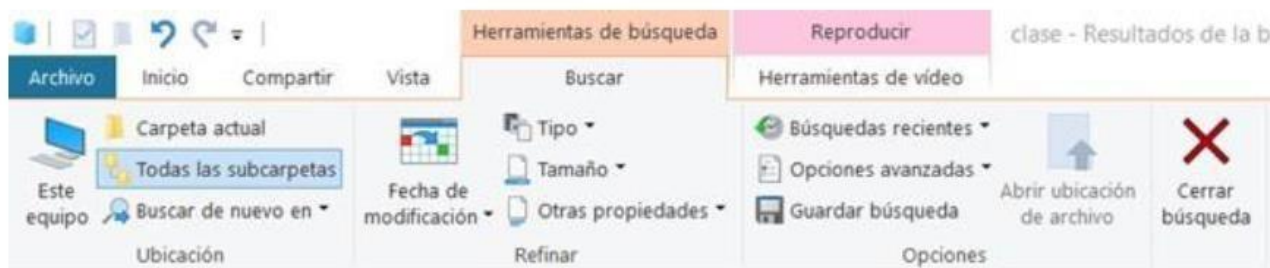 Herramientas de búsqueda
Reproducir
clase - Resultados de la b
Archivo
Inicio
Compartir
Vista
Buscar
Herramientas de vídeo
Este
equipo
Carpeta actual
Todas las subcarpetas
Buscar de nuevo en
Ubicación
Fecha de
modificación
Tipo
Tamaño
Otras propiedades
Refinar
Búsquedas recientes
Opciones avanzadas
Guardar búsqueda
Abrir ubicación
de archivo
Opciones
Cerrar
búsqueda